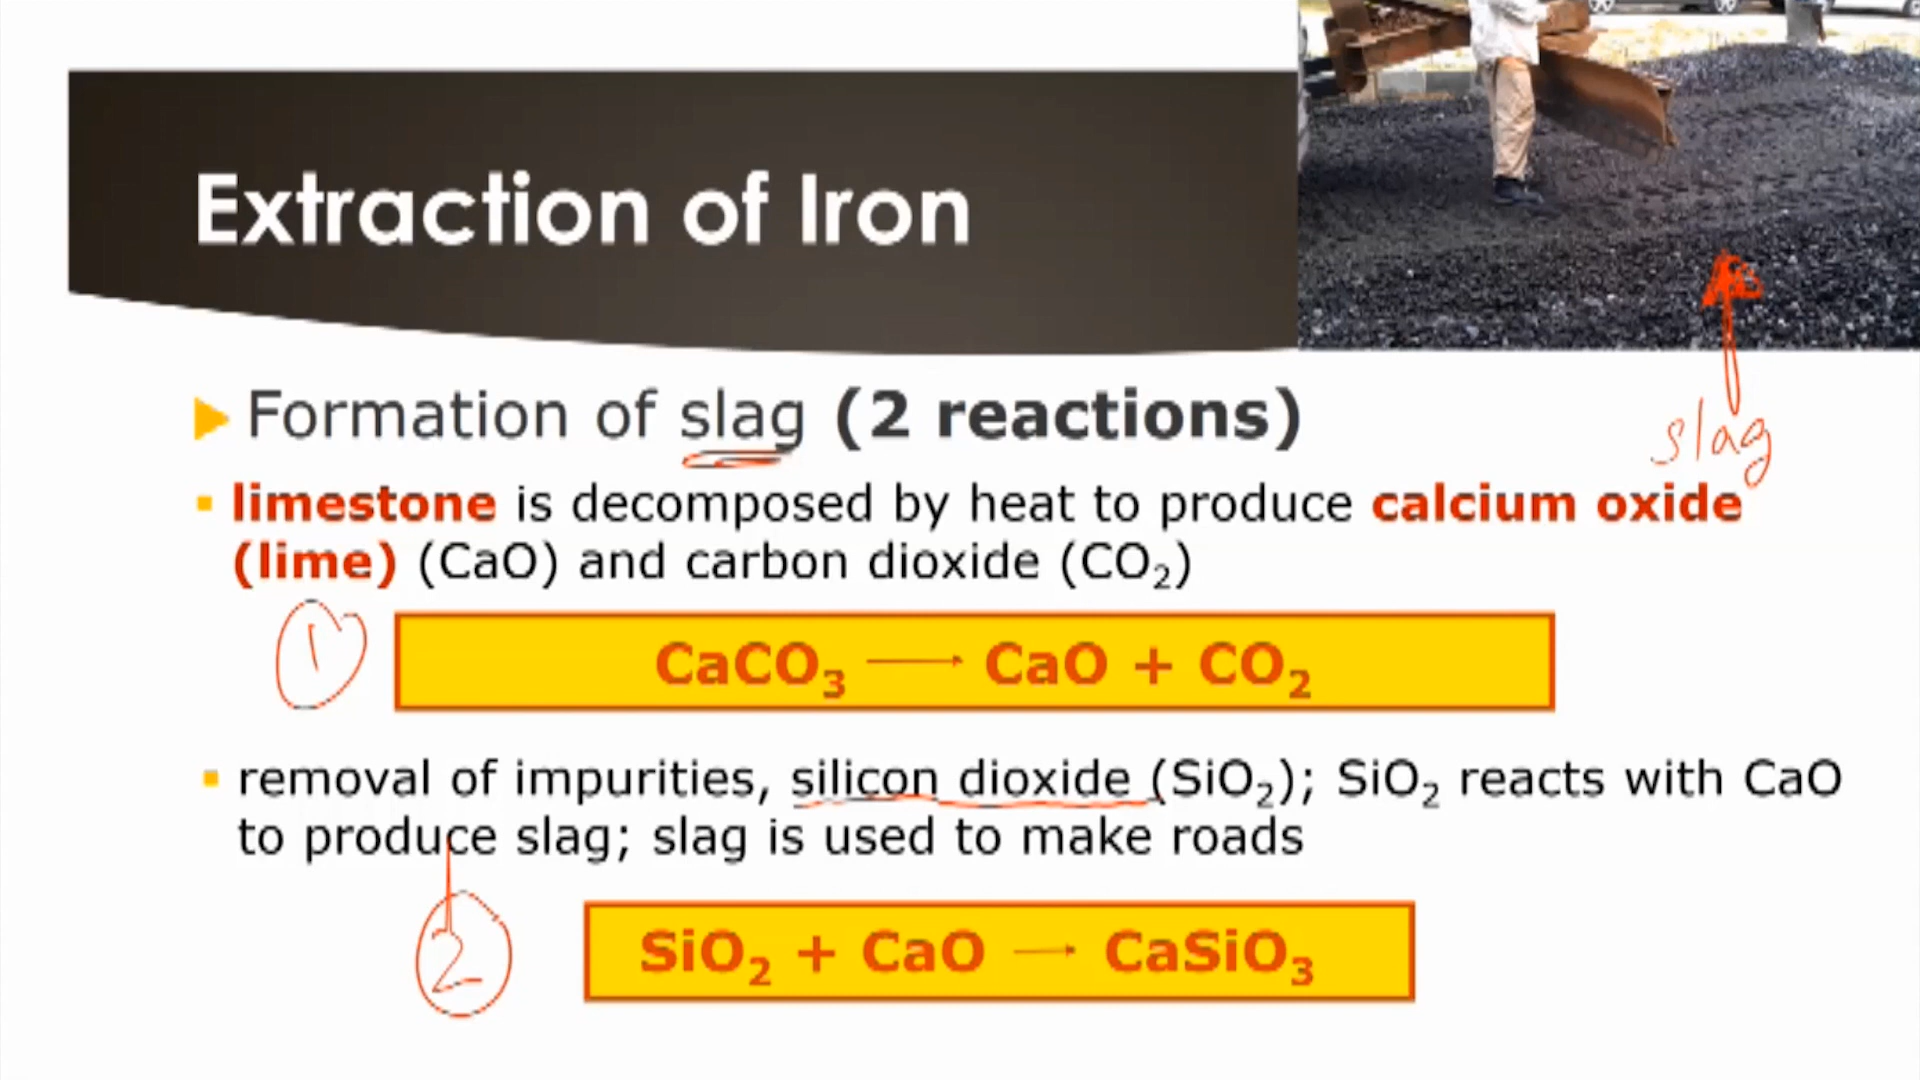 Extraction of Iron
Formation of slag (2 reactions)
slag
limestone is decomposed by heat to produce calcium oxide
(lime) (CaO) and carbon dioxide (CO₂)
1
CaCO₃ → CaO + CO₂
removal of impurities, silicon dioxide (SiO₂); SiO₂ reacts with CaO
to produce slag; slag is used to make roads
2
SiO₂ + CaO → CaSiO₃